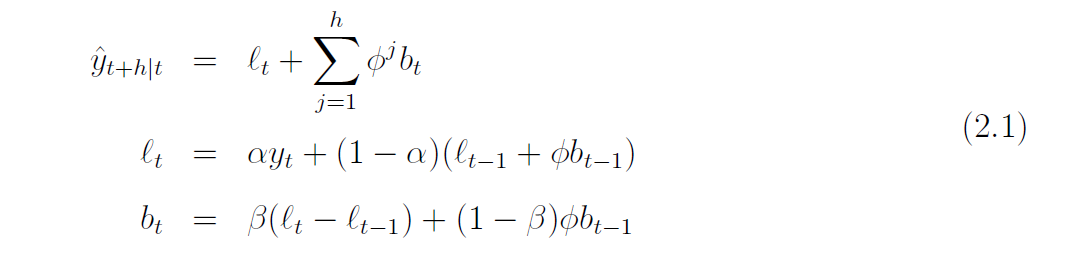 ŷ_{t+h|t} = ℓ_t + \sum_{j=1}^{h} ϕ^j b_t
ℓ_t = αy_t + (1 − α)(ℓ_{t−1} + ϕb_{t−1})
(2.1)
b_t = β(ℓ_t − ℓ_{t−1}) + (1 − β)ϕb_{t−1}